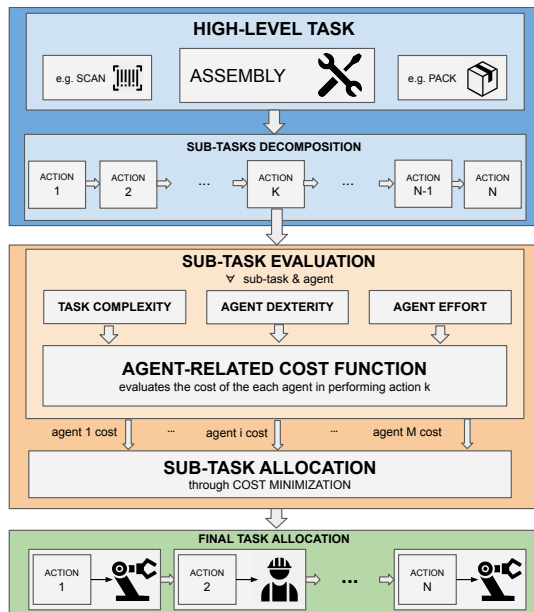 HIGH-LEVEL TASK
e.g. SCAN
ASSEMBLY
e.g. PACK
SUB-TASKS DECOMPOSITION
ACTION
1
ACTION
2
...
ACTION
K
...
ACTION
N-1
ACTION
N
SUB-TASK EVALUATION
∀ sub-task & agent
TASK COMPLEXITY
AGENT DEXTERITY
AGENT EFFORT
AGENT-RELATED COST FUNCTION
evaluates the cost of the each agent in performing action k
agent 1 cost
...
agent i cost
...
agent M cost
SUB-TASK ALLOCATION
through COST MINIMIZATION
FINAL TASK ALLOCATION
ACTION
1
ACTION
2
...
ACTION
N